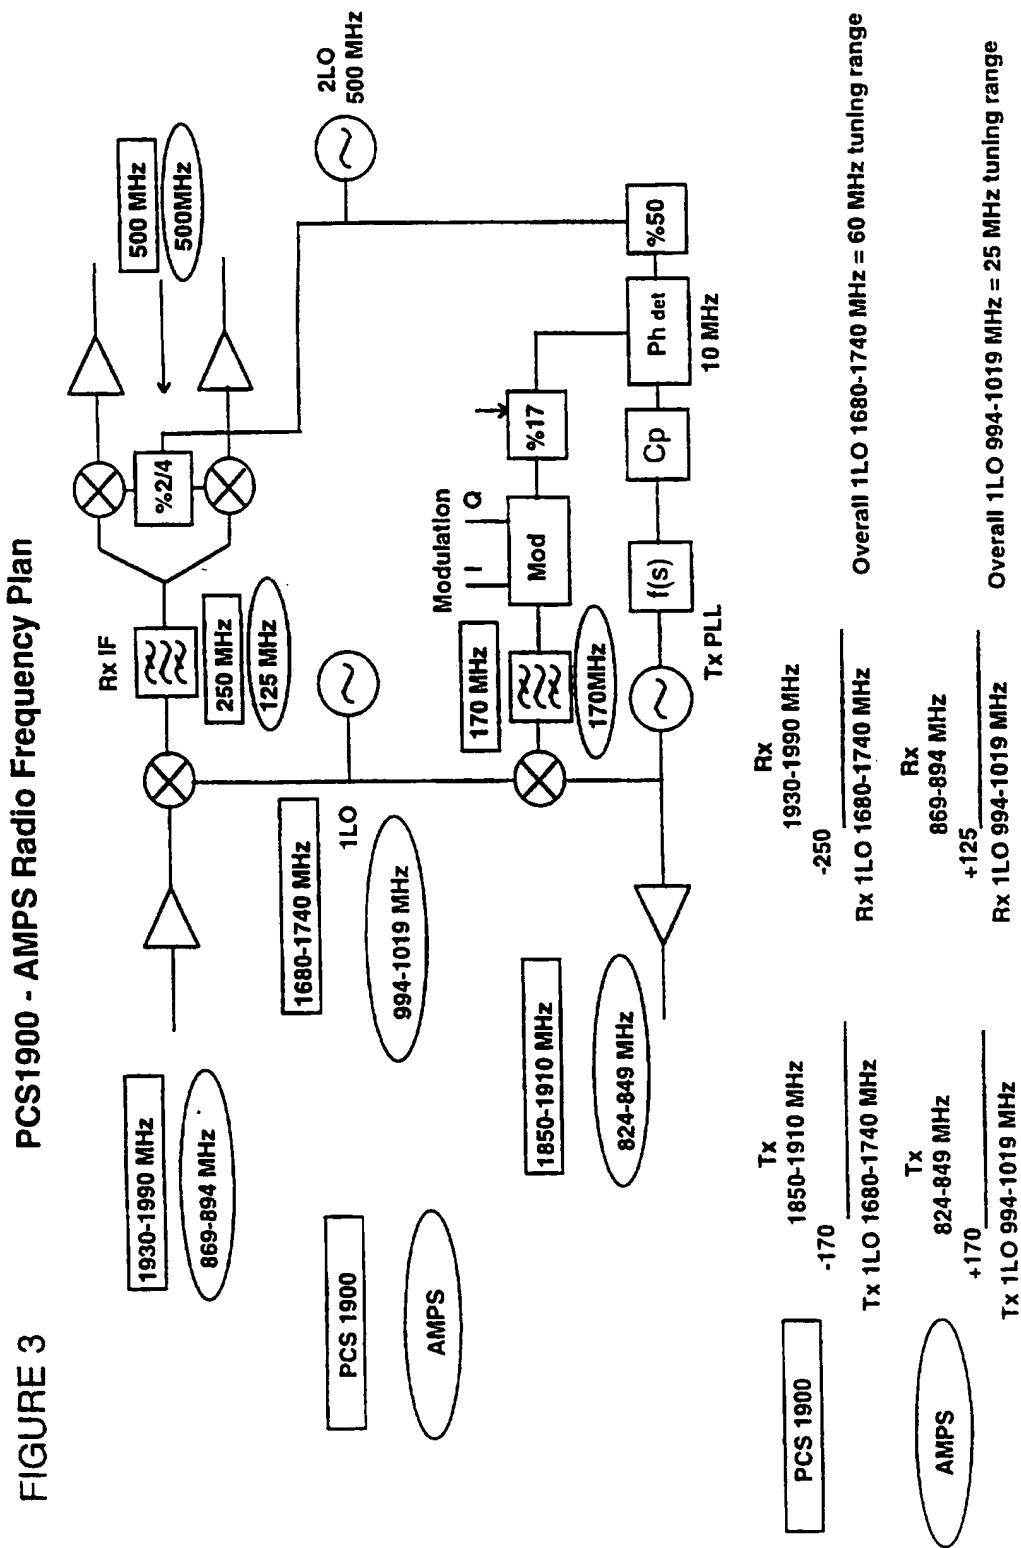 FIGURE 3
PCS1900 - AMPS Radio Frequency Plan
1930-1990 MHz
869-894 MHz
Rx IF
250 MHz
125 MHz
%2/4
500 MHz
500MHz
2LO
500 MHz
PCS 1900
AMPS
1680-1740 MHz
1LO
994-1019 MHz
Modulation
I
Q
170 MHz
170MHz
Mod
%17
1850-1910 MHz
824-849 MHz
Tx PLL
f(s)
Cp
Ph det
10 MHz
%50
PCS 1900
Tx
1850-1910 MHz
-170
Tx 1LO 1680-1740 MHz
Rx
1930-1990 MHz
-250
Rx 1LO 1680-1740 MHz
Overall 1LO 1680-1740 MHz = 60 MHz tuning range
AMPS
Tx
824-849 MHz
+170
Tx 1LO 994-1019 MHz
Rx
869-894 MHz
+125
Rx 1LO 994-1019 MHz
Overall 1LO 994-1019 MHz = 25 MHz tuning range